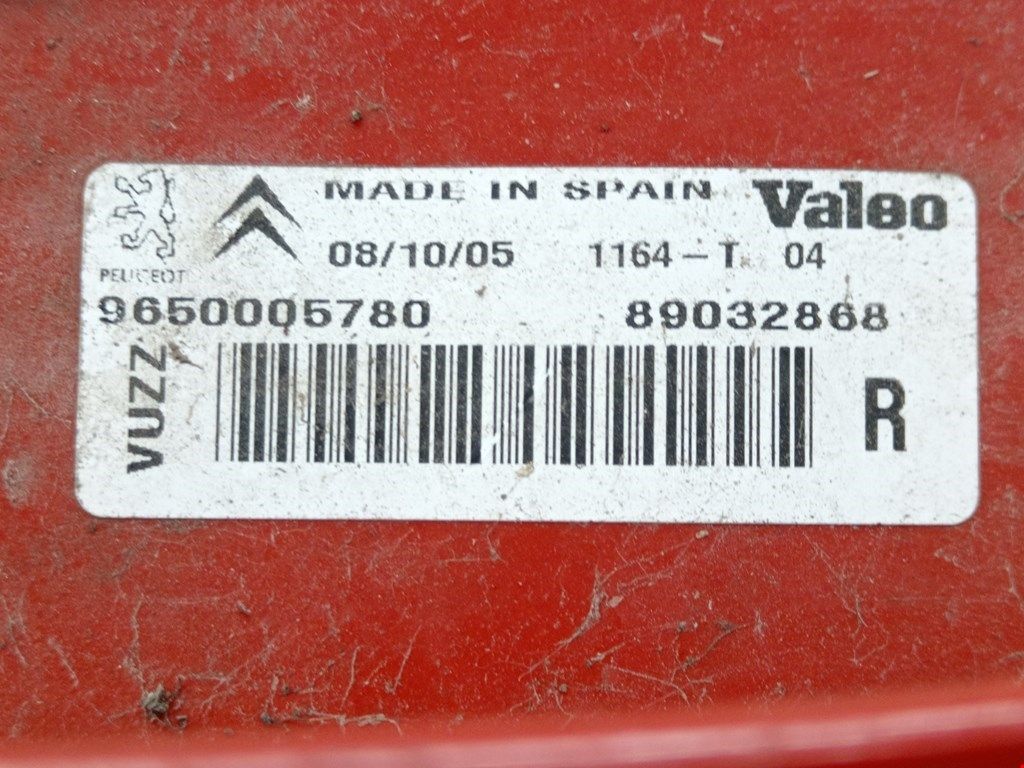 MADE IN SPAIN Valeo
08/10/05 1164-T 04
PEUGEOT
9650005780 89032868
VUZZ
R